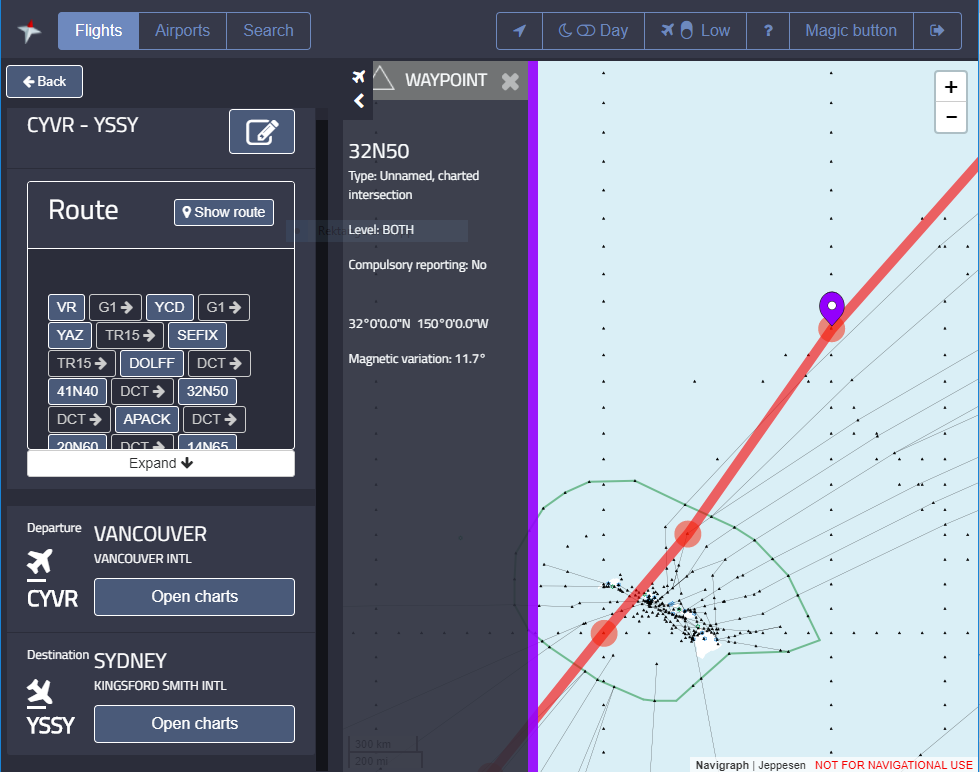 Flights Airports Search Day Low ? Magic button
Back
CYVR - YSSY
Route
Show route
VR G1 YCD G1
YAZ TR15 SEFIX
TR15 DOLFF DCT
41N40 DCT 32N50
DCT APACK DCT
20N60 DCT 14N65
Expand
Departure
VANCOUVER
VANCOUVER INTL
CYVR
Open charts
Destination
SYDNEY
KINGSFORD SMITH INTL
YSSY
Open charts
WAYPOINT
32N50
Type: Unnamed, charted
intersection
Level: BOTH
Compulsory reporting: No
32°0'0.0"N 150°0'0.0"W
Magnetic variation: 11.7°
300 km
200 mi
+
−
Navigraph | Jeppesen NOT FOR NAVIGATIONAL USE